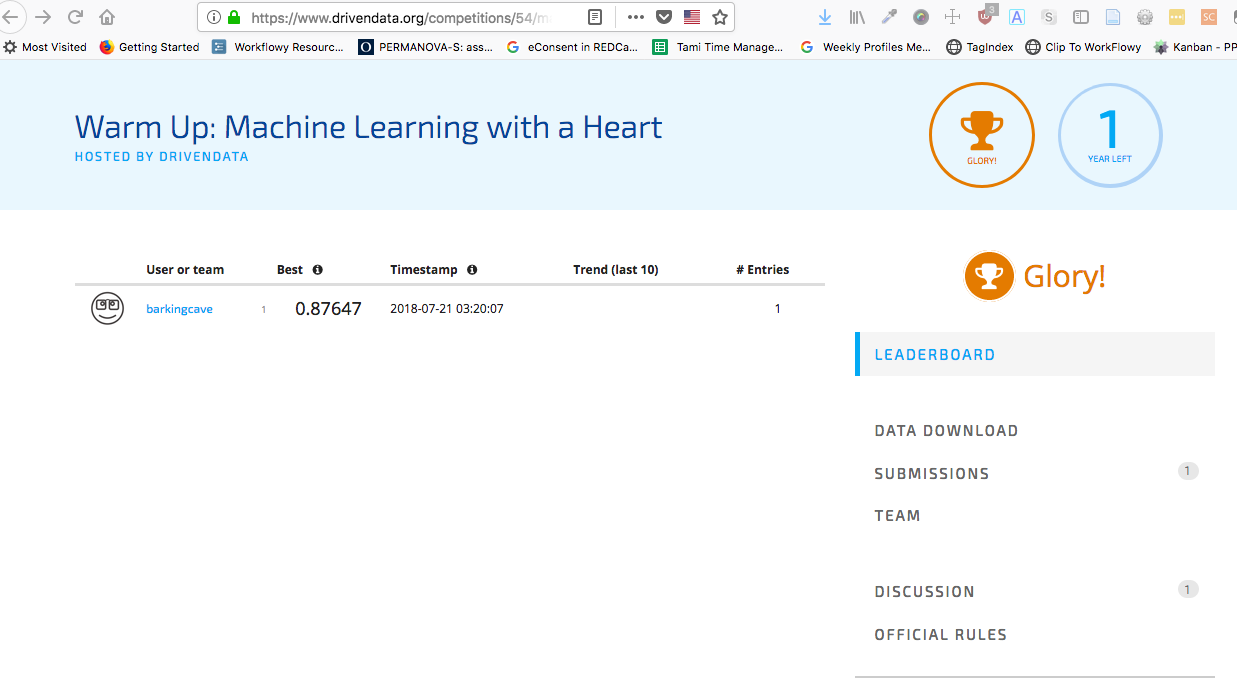 https://www.drivendata.org/competitions/54/m
3
A
S
SC
Most Visited Getting Started Workflowy Resourc... PERMANOVA-S: ass... eConsent in REDCa... Tami Time Manage... Weekly Profiles Me... TagIndex Clip To WorkFlowy Kanban - PP
Warm Up: Machine Learning with a Heart
HOSTED BY DRIVENDATA
GLORY!
1
YEAR LEFT
User or team Best Timestamp Trend (last 10) # Entries
barkingcave 1 0.87647 2018-07-21 03:20:07 1
Glory!
LEADERBOARD
DATA DOWNLOAD
SUBMISSIONS 1
TEAM
DISCUSSION 1
OFFICIAL RULES